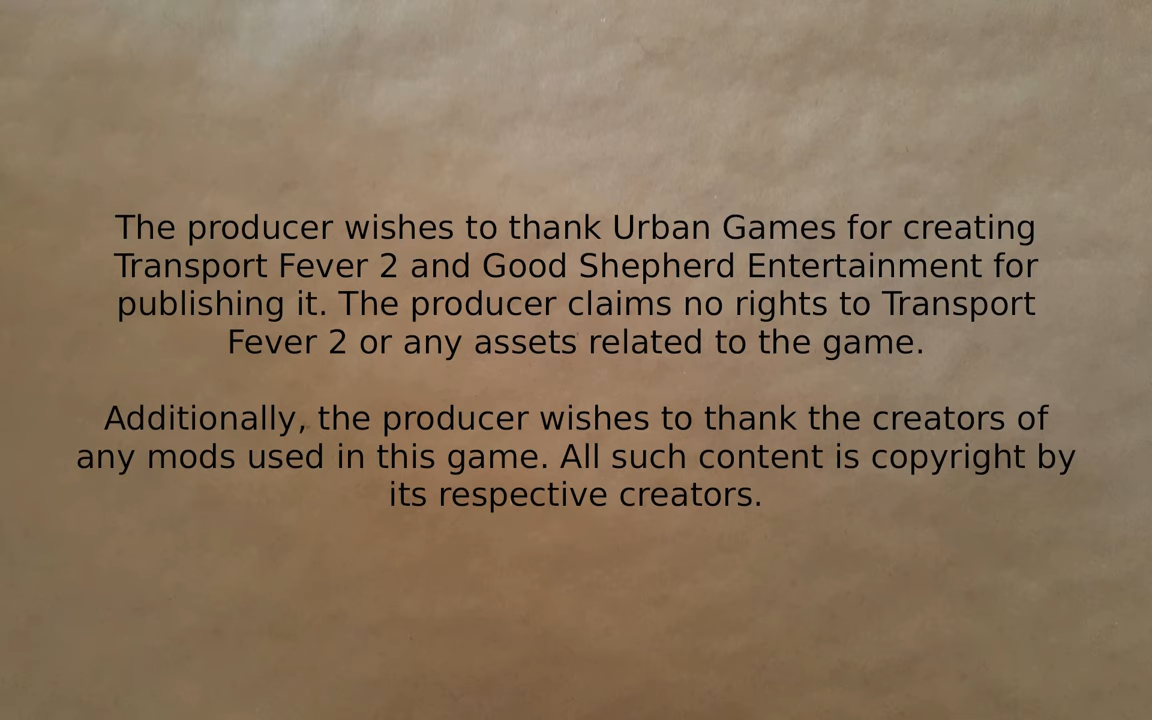 The producer wishes to thank Urban Games for creating
Transport Fever 2 and Good Shepherd Entertainment for
publishing it. The producer claims no rights to Transport
Fever 2 or any assets related to the game.
Additionally, the producer wishes to thank the creators of
any mods used in this game. All such content is copyright by
its respective creators.